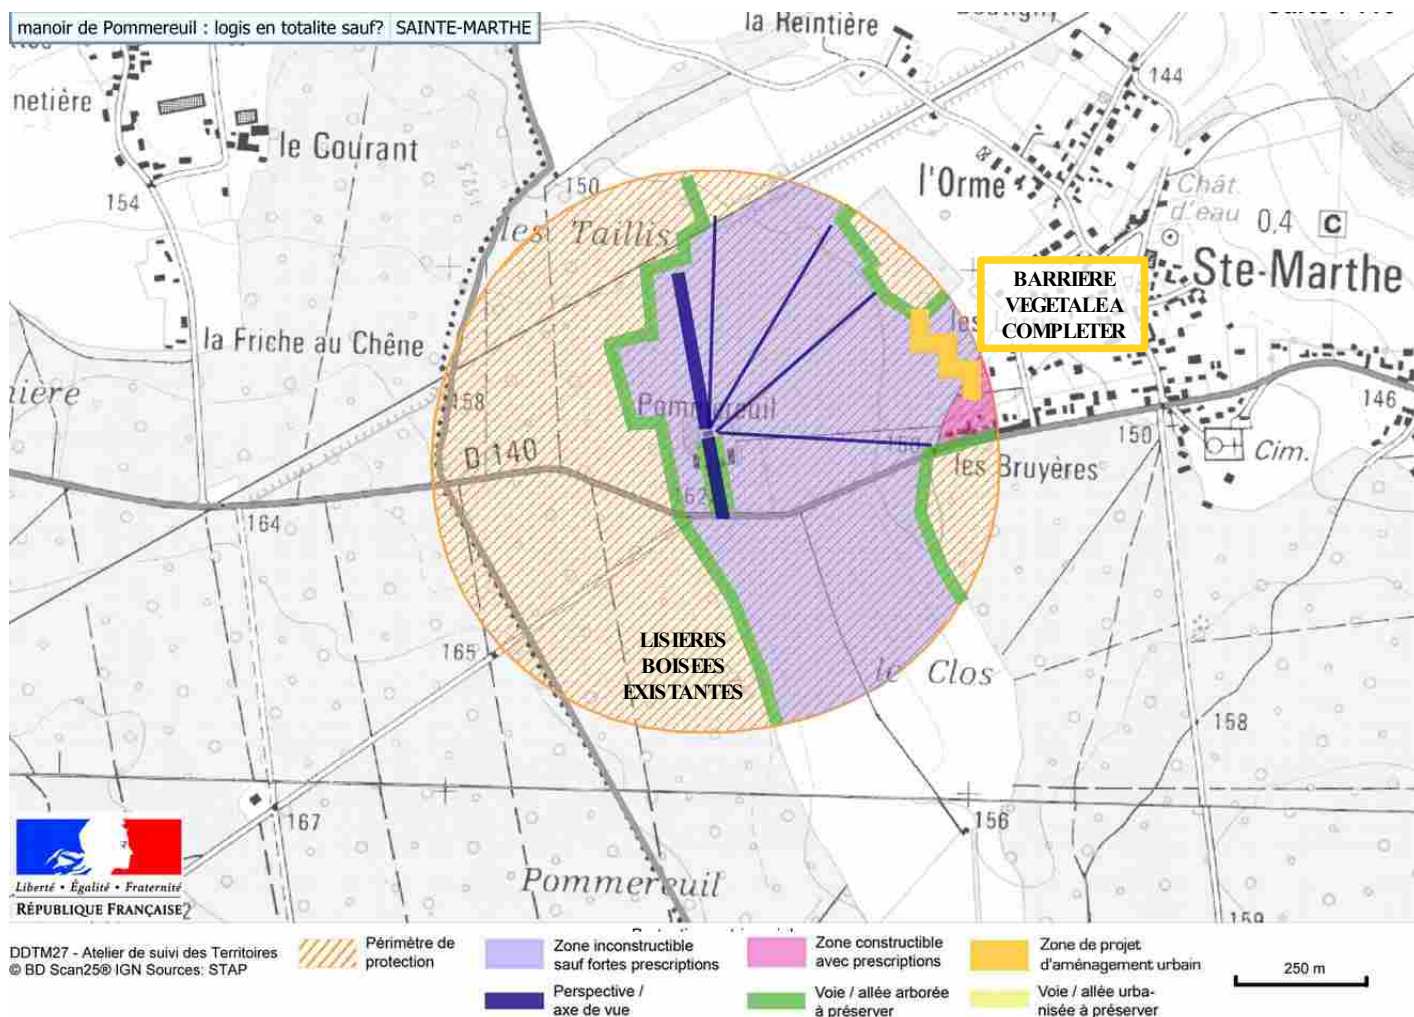 manoir de Pommereuil : logis en totalite sauf? SAINTE-MARTHE
la Reintière
144
netière
le Courant
l'Orme
Chât.
d'eau
0.4
C
154
150
les Taillis
Ste-Marthe
BARRIERE
VEGETALE A
COMPLETER
la Friche au Chêne
nière
158
Pommereuil
146
D 140
150
les Bruyères
Cim.
162
164
LISIERES
BOISEES
EXISTANTES
165
le Clos
158
167
156
Pommereuil
159
Liberté • Égalité • Fraternité
RÉPUBLIQUE FRANÇAISE
DDTM27 - Atelier de suivi des Territoires
© BD Scan25® IGN Sources: STAP
Périmètre de
protection
Zone inconstructible
sauf fortes prescriptions
Zone constructible
avec prescriptions
Zone de projet
d'aménagement urbain
Perspective /
axe de vue
Voie / allée arborée
à préserver
Voie / allée urba-
nisée à préserver
250 m